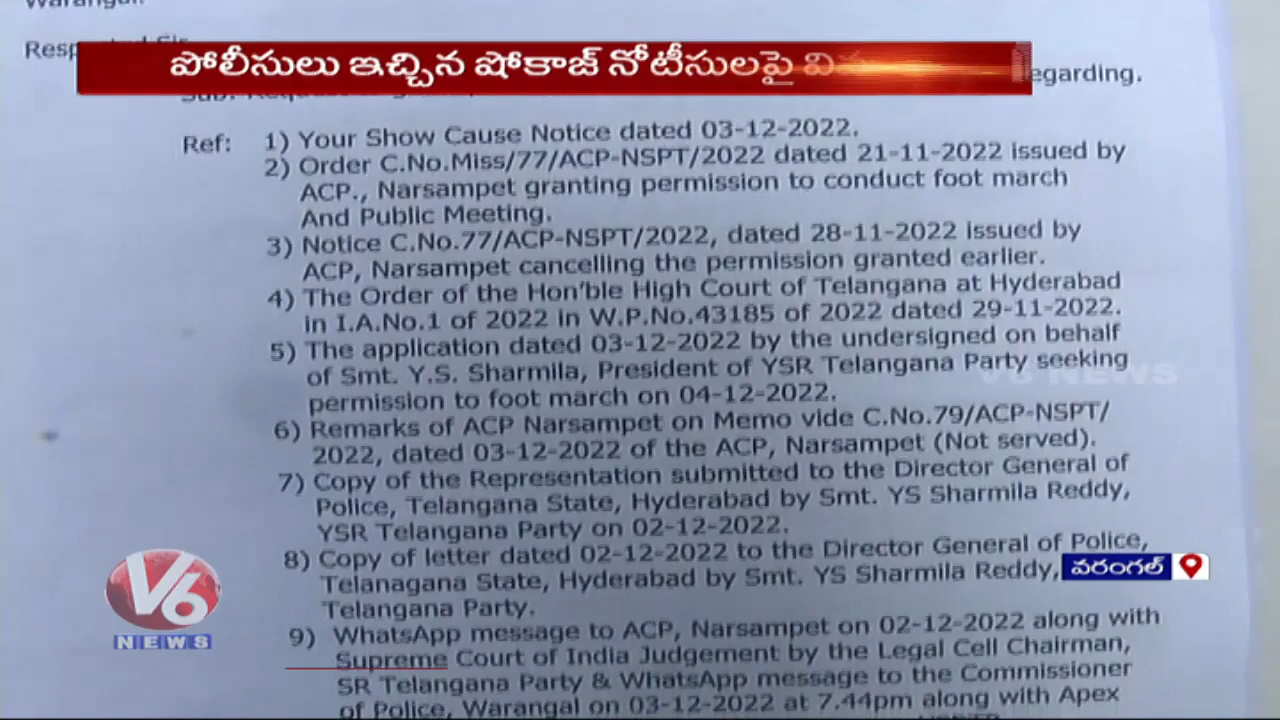 Warangal.
పోలీసులు ఇచ్చిన షోకాజ్ నోటీసులపై
egarding.
Ref: 1) Your Show Cause Notice dated 03-12-2022.
2) Order C.No.Miss/77/ACP-NSPT/2022 dated 21-11-2022 issued by
ACP., Narsampet granting permission to conduct foot march
And Public Meeting.
3) Notice C.No.77/ACP-NSPT/2022, dated 28-11-2022 issued by
ACP, Narsampet cancelling the permission granted earlier.
4) The Order of the Hon'ble High Court of Telangana at Hyderabad
in I.A.No.1 of 2022 in W.P.No.43185 of 2022 dated 29-11-2022.
5) The application dated 03-12-2022 by the undersigned on behalf
of Smt. Y.S. Sharmila, President of YSR Telangana Party seeking
permission to foot march on 04-12-2022.
V6 NEWS
6) Remarks of ACP Narsampet on Memo vide C.No.79/ACP-NSPT/
2022, dated 03-12-2022 of the ACP, Narsampet (Not served).
7) Copy of the Representation submitted to the Director General of
Police, Telangana State, Hyderabad by Smt. YS Sharmila Reddy,
YSR Telangana Party on 02-12-2022.
8) Copy of letter dated 02-12-2022 to the Director General of Police,
Telanagana State, Hyderabad by Smt. YS Sharmila Reddy,
వరంగల్
Telangana Party.
V6
NEWS
9) WhatsApp message to ACP, Narsampet on 02-12-2022 along with
Supreme Court of India Judgement by the Legal Cell Chairman,
SR Telangana Party & WhatsApp message to the Commissioner
of Police, Warangal on 03-12-2022 at 7.44pm along with Apex